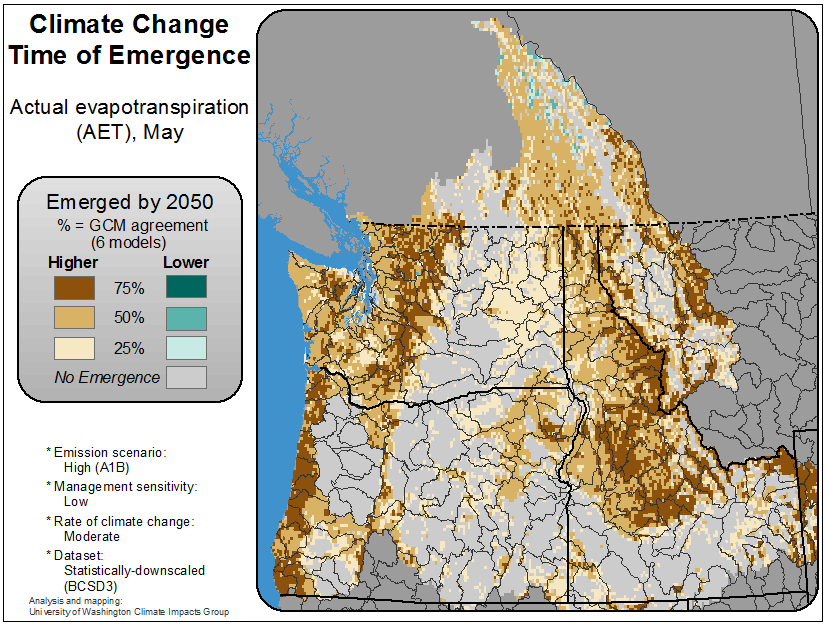 Climate Change
Time of Emergence
Actual evapotranspiration
(AET), May
Emerged by 2050
% = GCM agreement
(6 models)
Higher Lower
75%
50%
25%
No Emergence
* Emission scenario:
High (A1B)
* Management sensitivity:
Low
* Rate of climate change:
Moderate
* Dataset:
Statistically-downscaled
(BCSD3)
Analysis and mapping:
University of Washington Climate Impacts Group